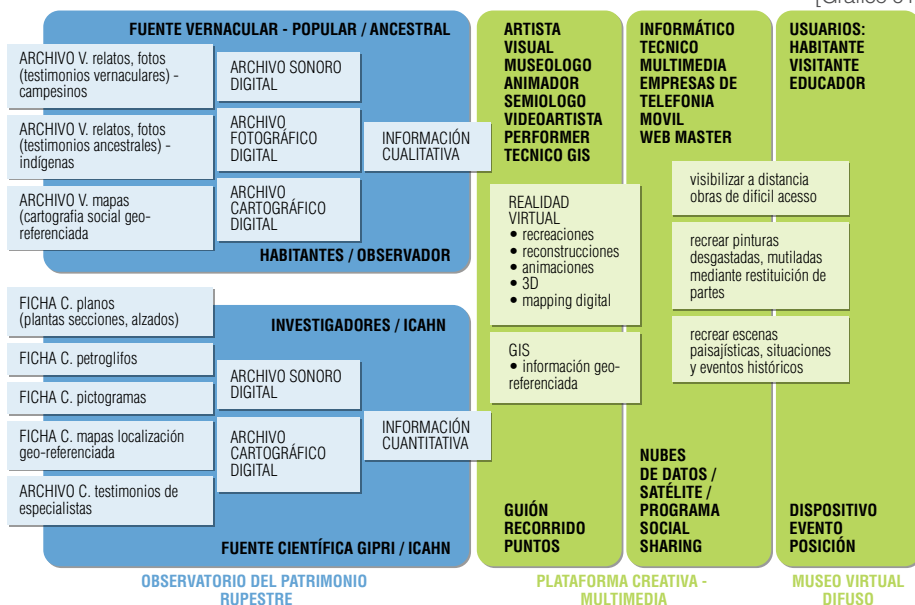 [Gráfico 01
FUENTE VERNACULAR - POPULAR / ANCESTRAL
ARCHIVO V. relatos, fotos
(testimonios vernaculares) -
campesinos
ARCHIVO V. relatos, fotos
(testimonios ancestrales) -
indígenas
ARCHIVO V. mapas
(cartografia social geo-
referenciada
ARCHIVO SONORO
DIGITAL
ARCHIVO
FOTOGRÁFICO
DIGITAL
ARCHIVO
CARTOGRÁFICO
DIGITAL
INFORMACIÓN
CUALITATIVA
HABITANTES / OBSERVADOR
FICHA C. planos
(plantas secciones, alzados)
FICHA C. petroglifos
FICHA C. pictogramas
FICHA C. mapas localización
geo-referenciada
ARCHIVO C. testimonios de
especialistas
INVESTIGADORES / ICAHN
ARCHIVO SONORO
DIGITAL
ARCHIVO
CARTOGRÁFICO
DIGITAL
INFORMACIÓN
CUANTITATIVA
FUENTE CIENTÍFICA GIPRI / ICAHN
OBSERVATORIO DEL PATRIMONIO
RUPESTRE
ARTISTA
VISUAL
MUSEOLOGO
ANIMADOR
SEMIOLOGO
VIDEOARTISTA
PERFORMER
TECNICO GIS
REALIDAD
VIRTUAL
• recreaciones
• reconstrucciones
• animaciones
• 3D
• mapping digital
GIS
• información geo-
referenciada
GUIÓN
RECORRIDO
PUNTOS
INFORMÁTICO
TECNICO
MULTIMEDIA
EMPRESAS DE
TELEFONIA
MOVIL
WEB MASTER
NUBES
DE DATOS /
SATÉLITE /
PROGRAMA
SOCIAL
SHARING
PLATAFORMA CREATIVA -
MULTIMEDIA
USUARIOS:
HABITANTE
VISITANTE
EDUCADOR
visibilizar a distancia
obras de dificil acesso
recrear pinturas
desgastadas, mutiladas
mediante restitución de
partes
recrear escenas
paisajísticas, situaciones
y eventos históricos
DISPOSITIVO
EVENTO
POSICIÓN
MUSEO VIRTUAL
DIFUSO